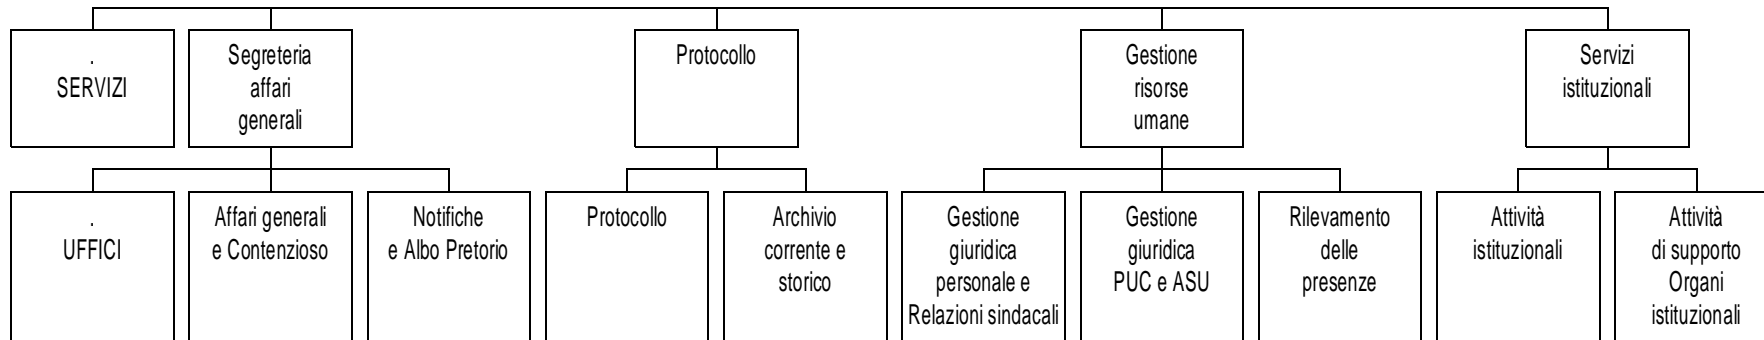 .
SERVIZI
Segreteria
affari
generali
Protocollo
Gestione
risorse
umane
Servizi
istituzionali
.
UFFICI
Affari generali
e Contenzioso
Notifiche
e Albo Pretorio
Protocollo
Archivio
corrente e
storico
Gestione
giuridica
personale e
Relazioni sindacali
Gestione
giuridica
PUC e ASU
Rilevamento
delle
presenze
Attività
istituzionali
Attività
di supporto
Organi
istituzionali